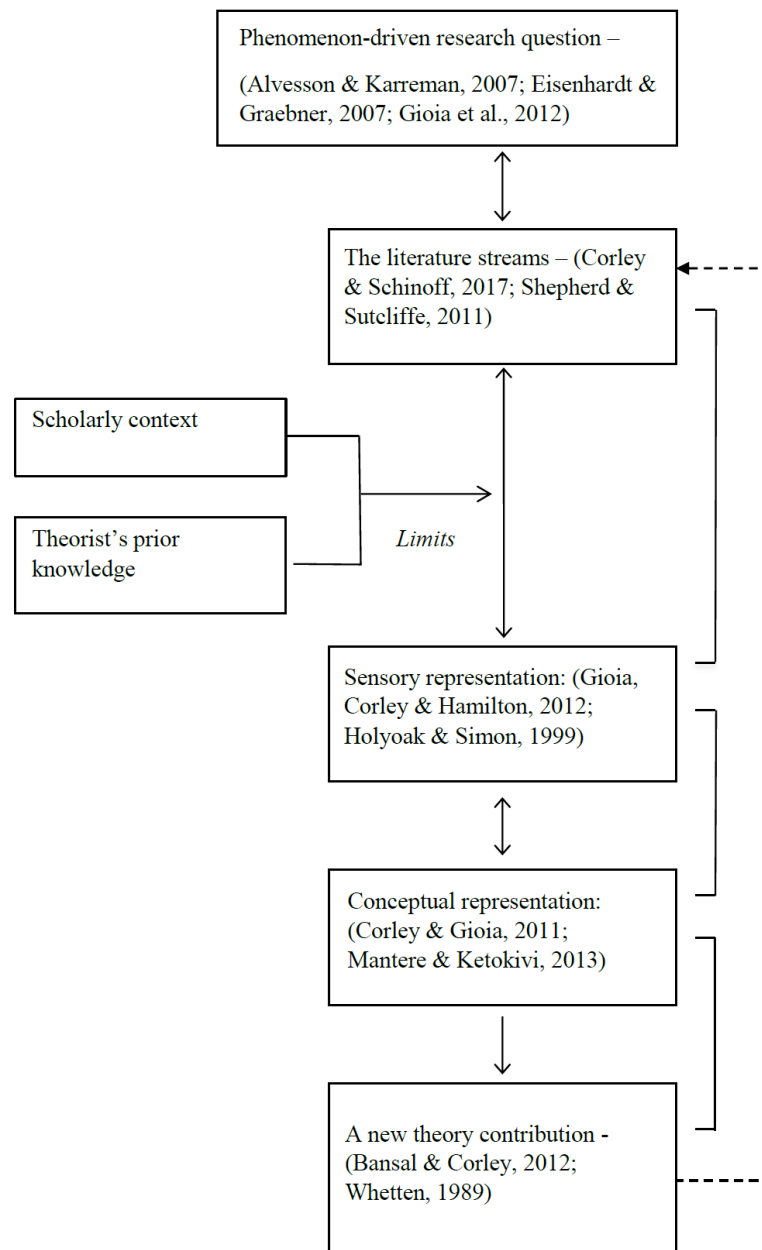 Phenomenon-driven research question –
(Alvesson & Karreman, 2007; Eisenhardt &
Graebner, 2007; Gioia et al., 2012)
The literature streams – (Corley
& Schinoff, 2017; Shepherd &
Sutcliffe, 2011)
Scholarly context
Theorist’s prior
knowledge
Limits
Sensory representation: (Gioia,
Corley & Hamilton, 2012;
Holyoak & Simon, 1999)
Conceptual representation:
(Corley & Gioia, 2011;
Mantere & Ketokivi, 2013)
A new theory contribution -
(Bansal & Corley, 2012;
Whetten, 1989)